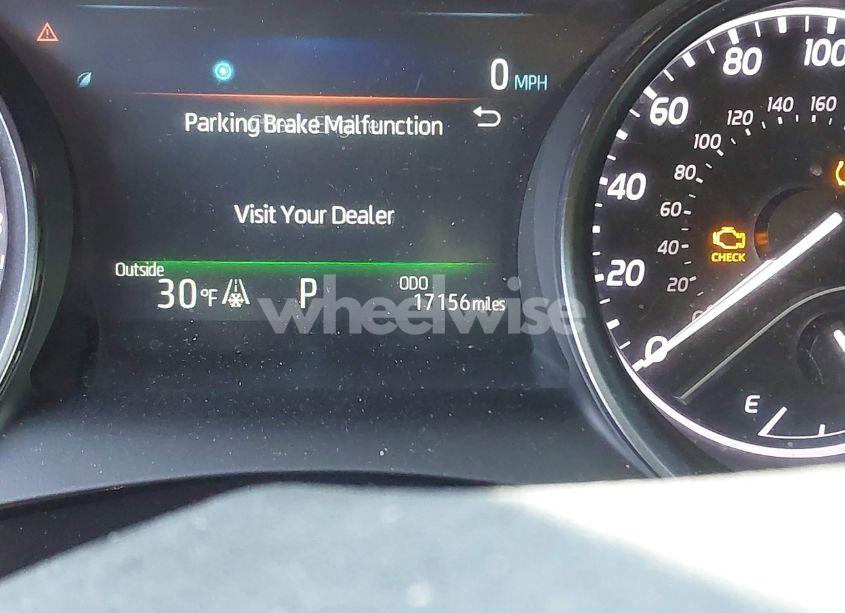 0 MPH
Parking Brake Malfunction
Visit Your Dealer
Outside
30°F
P
ODO
17156 miles
wheelwise
100
80
60
40
20
0
160
140
120
100
80
60
40
20
0
CHECK
E